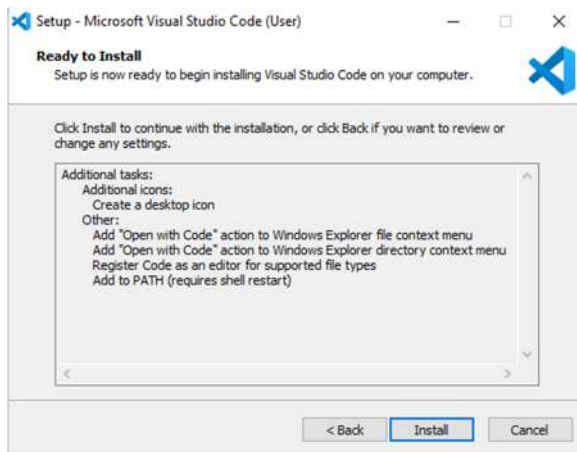 Setup - Microsoft Visual Studio Code (User)
Ready to Install
Setup is now ready to begin installing Visual Studio Code on your computer.
Click Install to continue with the installation, or click Back if you want to review or
change any settings.
Additional tasks:
Additional icons:
Create a desktop icon
Other:
Add "Open with Code" action to Windows Explorer file context menu
Add "Open with Code" action to Windows Explorer directory context menu
Register Code as an editor for supported file types
Add to PATH (requires shell restart)
< Back Install Cancel